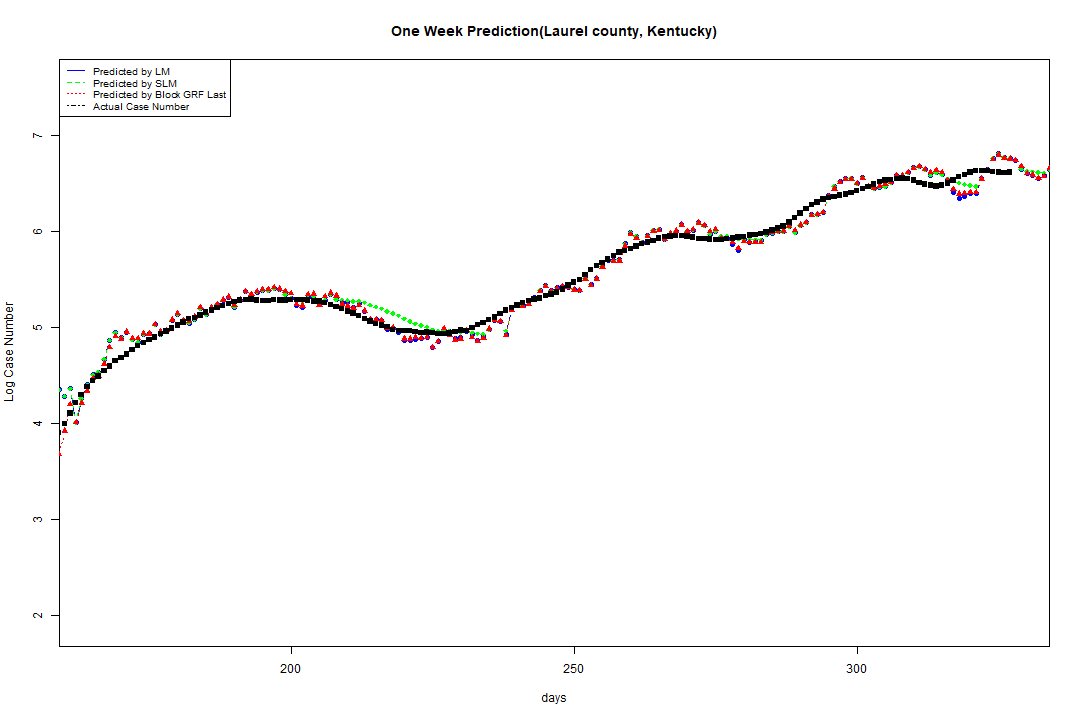 One Week Prediction(Laurel county, Kentucky)
Predicted by LM
Predicted by SLM
Predicted by Block GRF Last
Actual Case Number
7
6
5
4
3
2
Log Case Number
200
250
300
days